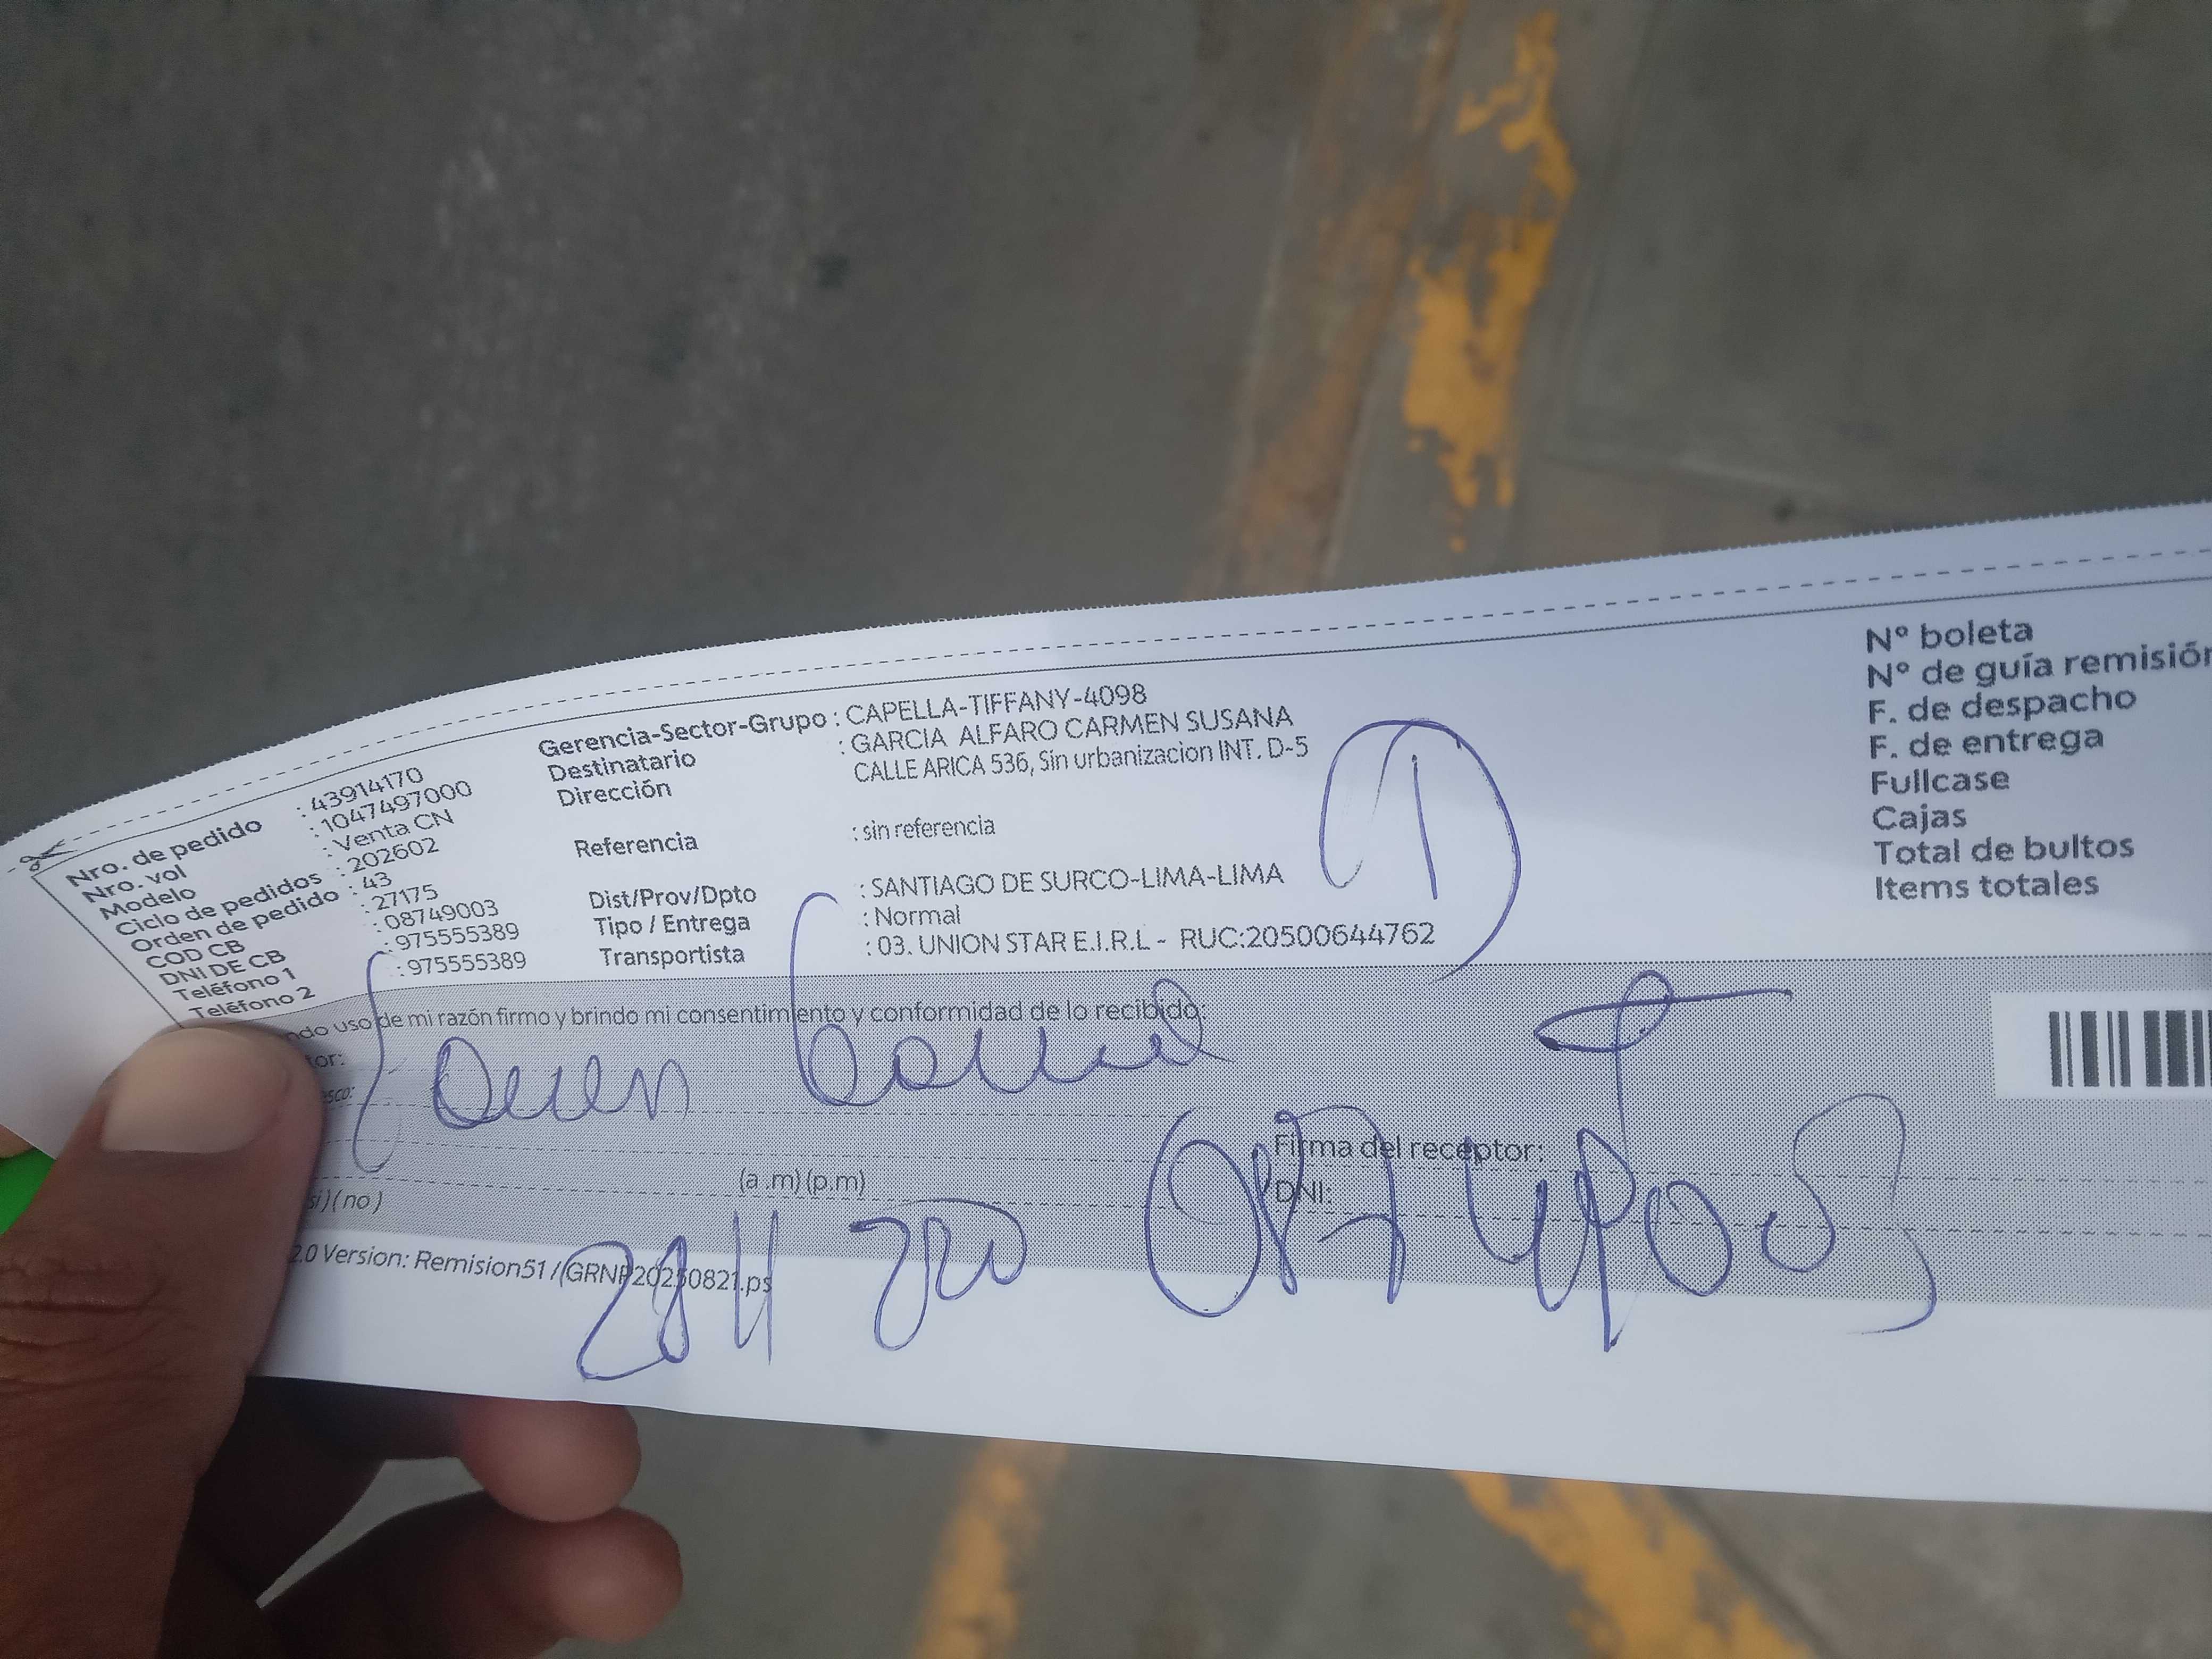 Nro. de pedido : 43914170
Nro. vol : 1047497000
Modelo : Venta CN
Ciclo de pedidos : 202602
Orden de pedido : 43
COD CB : 27175
DNI DE CB : 08749003
Teléfono 1 : 975555389
Teléfono 2 : 975555389
Gerencia-Sector-Grupo : CAPELLA-TIFFANY-4098
Destinatario : GARCIA ALFARO CARMEN SUSANA
Dirección CALLE ARICA 536, Sin urbanizacion INT. D-5
Referencia : sin referencia
Dist/Prov/Dpto : SANTIAGO DE SURCO-LIMA-LIMA
Tipo / Entrega : Normal
Transportista : 03. UNION STAR E.I.R.L - RUC:20500644762
1
N° boleta
N° de guía remisión
F. de despacho
F. de entrega
Fullcase
Cajas
Total de bultos
Items totales
uso de mi razón firmo y brindo mi consentimiento y conformidad de lo recibido:
Firma del receptor:
(a .m) (p.m)
DNI:
( no )
2.0 Version: Remision51 / (GRNP20250821.ps